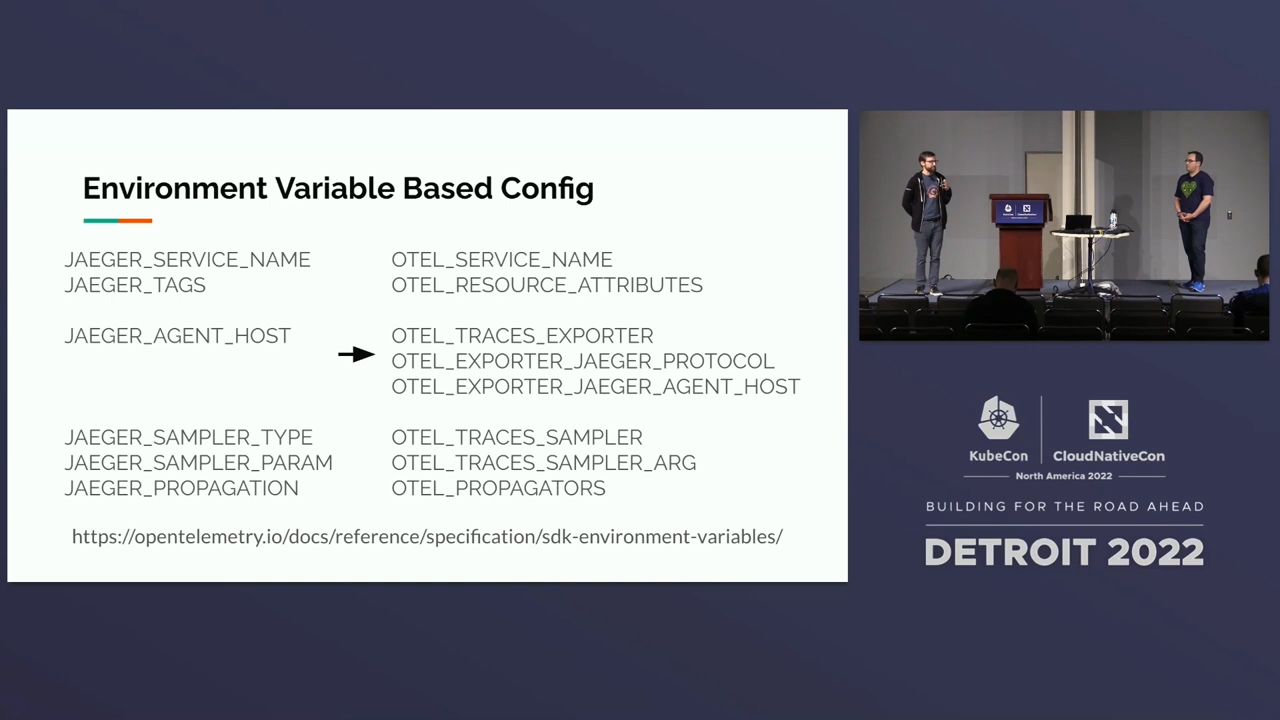 Environment Variable Based Config
JAEGER_SERVICE_NAME
JAEGER_TAGS
JAEGER_AGENT_HOST
JAEGER_SAMPLER_TYPE
JAEGER_SAMPLER_PARAM
JAEGER_PROPAGATION
OTEL_SERVICE_NAME
OTEL_RESOURCE_ATTRIBUTES
OTEL_TRACES_EXPORTER
OTEL_EXPORTER_JAEGER_PROTOCOL
OTEL_EXPORTER_JAEGER_AGENT_HOST
OTEL_TRACES_SAMPLER
OTEL_TRACES_SAMPLER_ARG
OTEL_PROPAGATORS
https://opentelemetry.io/docs/reference/specification/sdk-environment-variables/
KubeCon
CloudNativeCon
North America 2022
BUILDING FOR THE ROAD AHEAD
DETROIT 2022